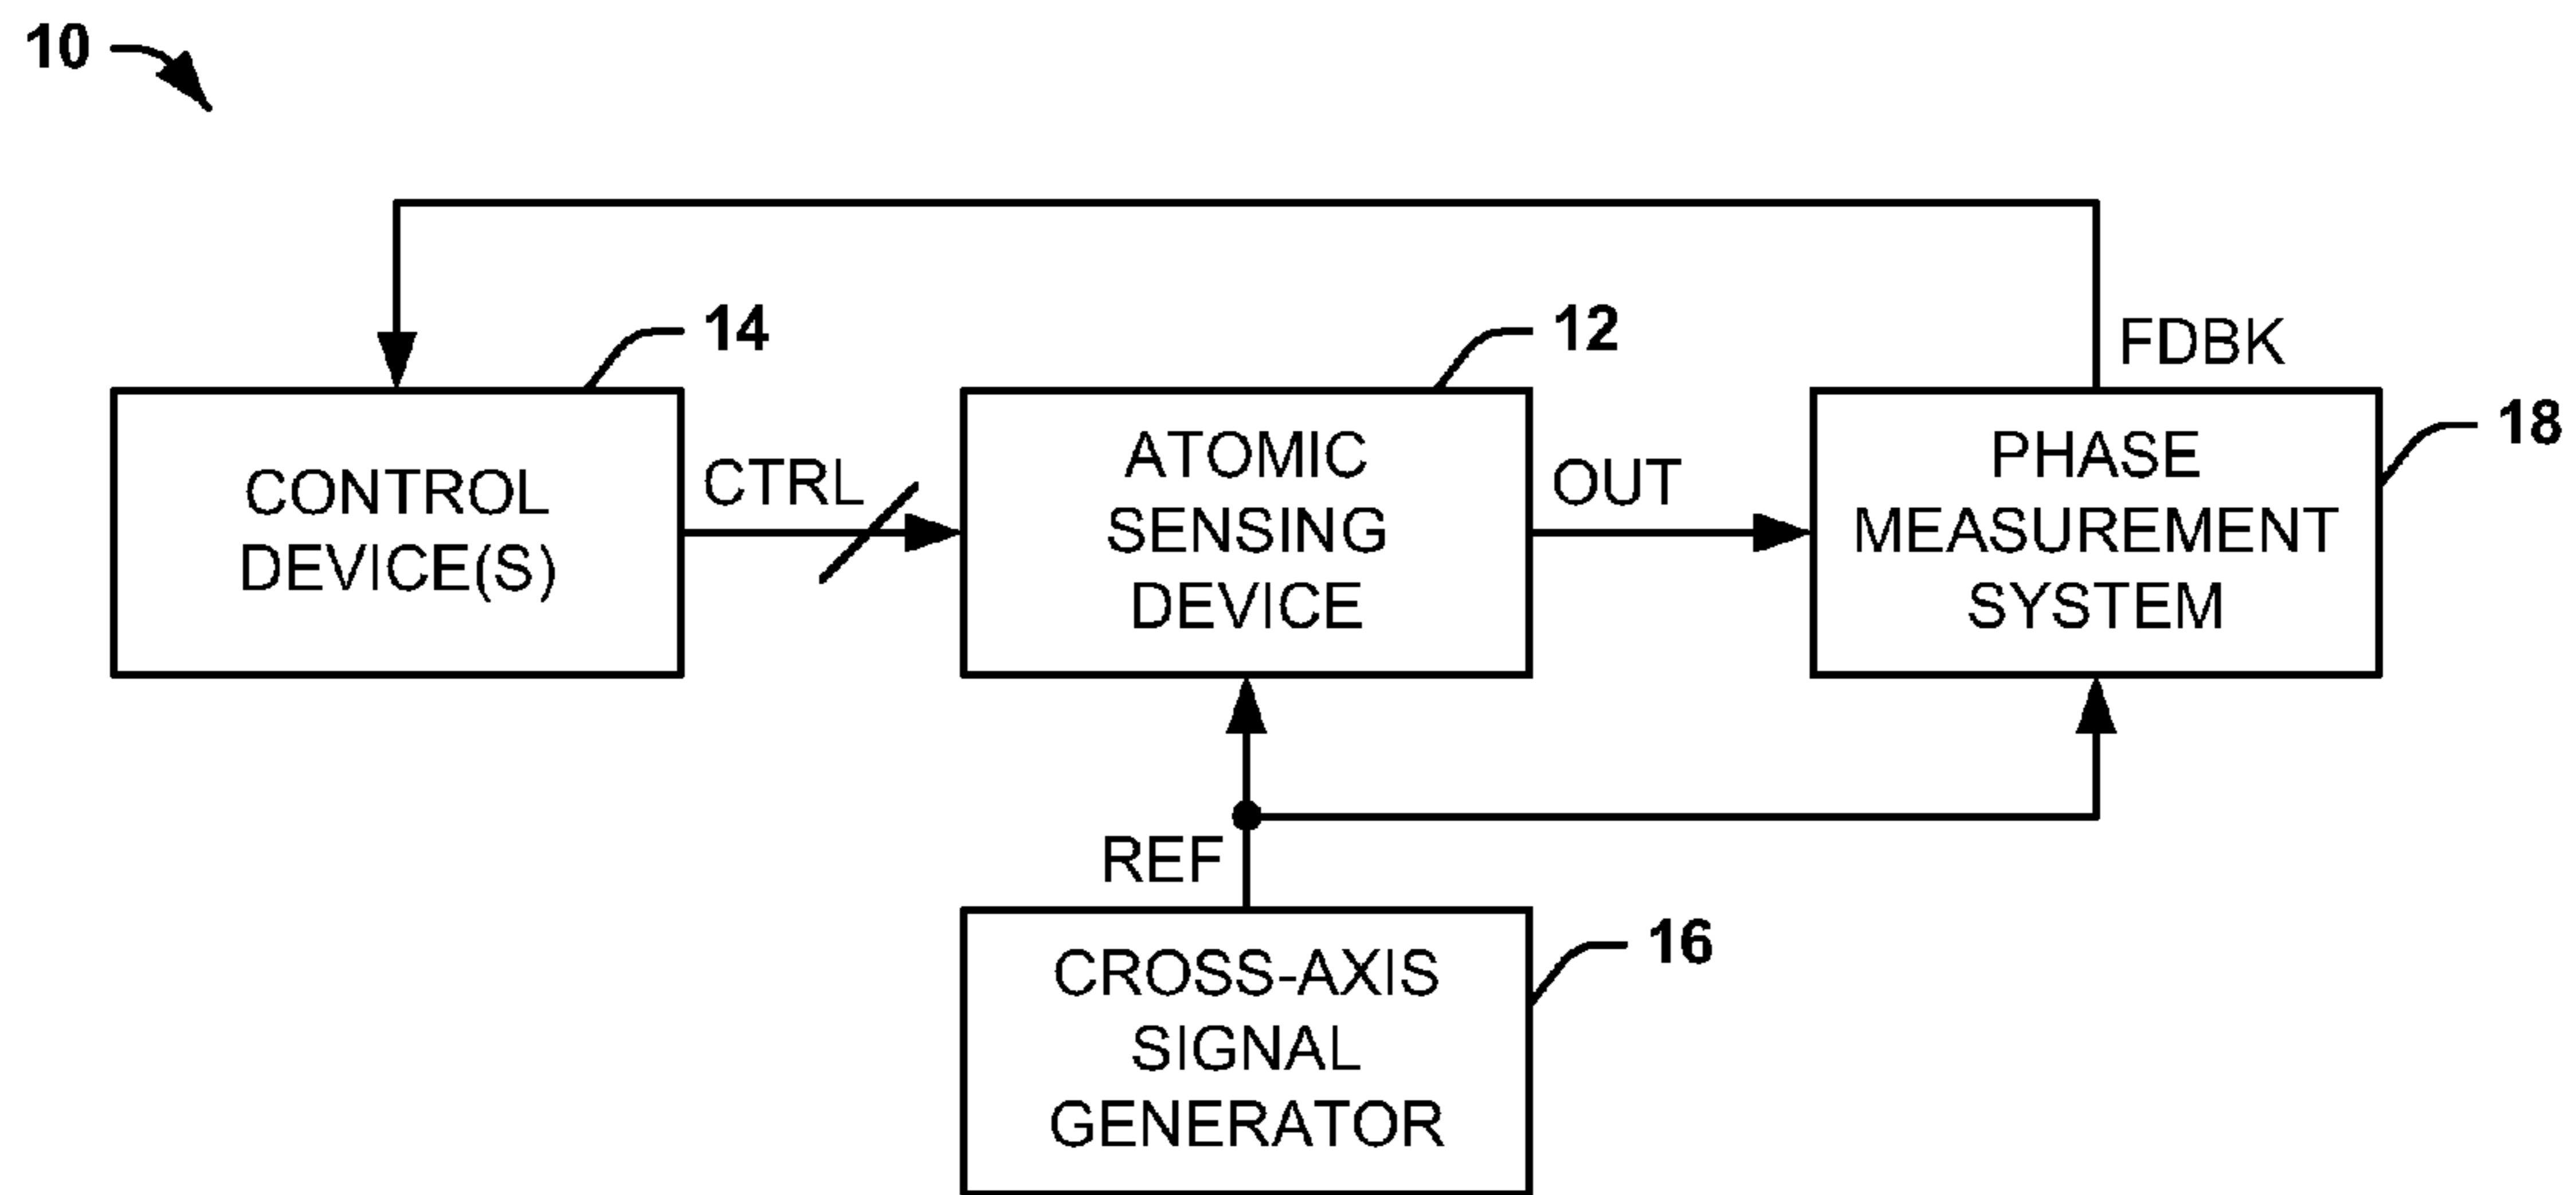 10
14
12
FDBK
18
CONTROL
DEVICE(S)
CTRL
ATOMIC
SENSING
DEVICE
OUT
PHASE
MEASUREMENT
SYSTEM
REF
16
CROSS-AXIS
SIGNAL
GENERATOR